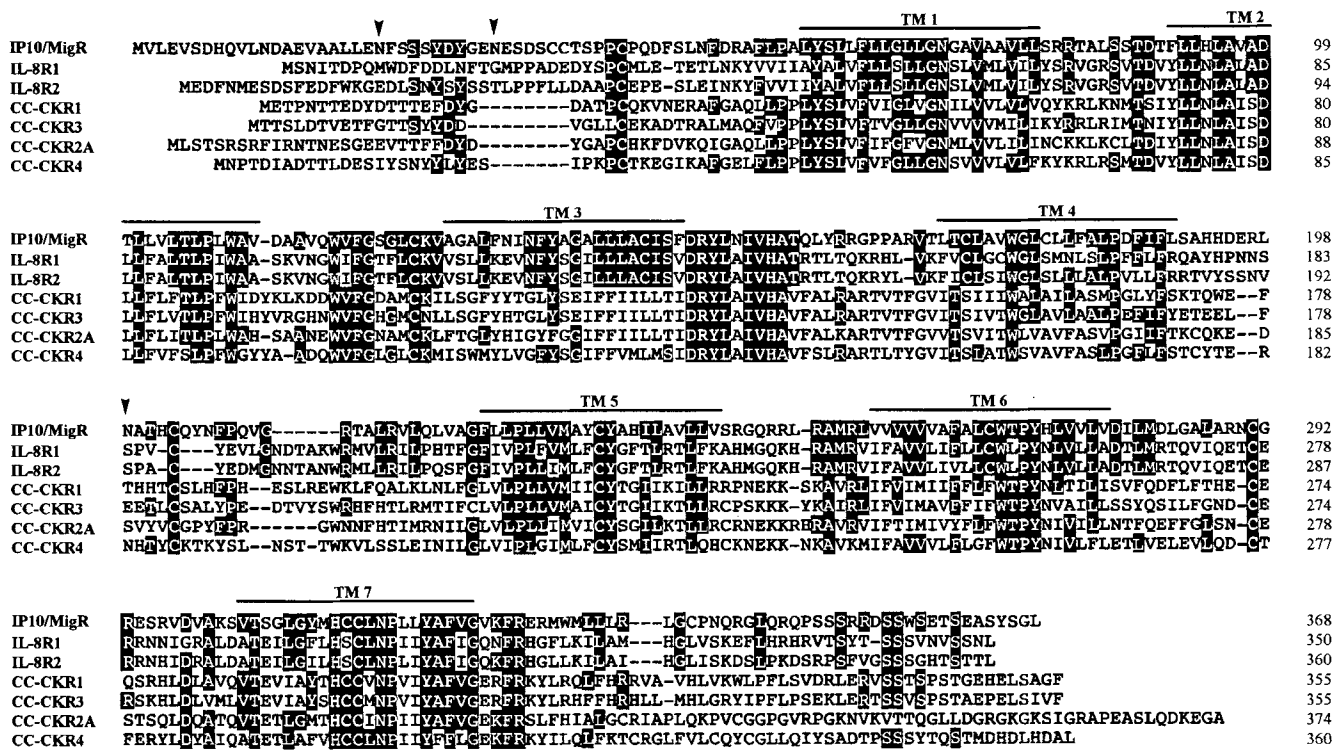 TM 1 TM 2
IP10/MigR MVLEVSDHQVLNDAEVAALLENFSSSYDYGENESDSCCTSPPCPQDFSLNFDRAFLPALYSLLFLLGLLGNGAVAAVLLSRRTALSSTDTFLLHLAVAD 99
IL-8R1 MSNITDPQMWDFDDLNFTGMPPADEDYSPCMLE-TETLNKYVVIIAYALVFLLSLLGNSLVMLVILYSRVGRSVTDVYLLNLALAD 85
IL-8R2 MEDFNMESDSFEDFWKGEDLSNYSYSSTLPPFLLDAAPCEPE-SLEINKYFVVIIYALVFLLSLLGNSLVMLVILYSRVGRSVTDVYLLNLALAD 94
CC-CKR1 METPNTTEDYDTTTEFDYG-------DATPCQKVNERAFGAQLLPPLYSLVFVIGLVGNILVVLVLVQYKRLKNMTSIYLLNLAISD 80
CC-CKR3 MTTSLDTVETFGTTSYYDD-------VGLLCEKADTRALMAQFVPPLYSLVFTVGLLGNVVVVMILIKYRRLRIMTNIYLLNLAISD 80
CC-CKR2A MLSTSRSRFIRNTNESGEEVTTFFDYD-------YGAPCHKFDVKQIGAQLLPPLYSLVFIFGFVGNMLVVLILINCKKLKCLTDIYLLNLAISD 88
CC-CKR4 MNPTDIADTTLDESIYSNYYLYES-------IPKPCTKEGIKAFGELFLPPLYSLVFVFGLLGNSVVVLVLFKYKRLRSMTDVYLLNLAISD 85
TM 3 TM 4
IP10/MigR TLLVLTLPLWAV-DAAVQWVFGSGLCKVAGALFNINFYAGALLLACISFDRYLNIVHATQLYRRGPPARVTLTCLAVWGLCLLFALPDFIFLSAHHDERL 198
IL-8R1 LLFALTLPIWAA-SKVNGWIFGTFLCKVVSLLKEVNFYSGILLLACISVDRYLAIVHATRTLTQKRHL-VKFVCLGCWGLSMNLSLPFFLFRQAYHPNNS 183
IL-8R2 LLFALTLPIWAA-SKVNGWIFGTFLCKVVSLLKEVNFYSGILLLACISVDRYLAIVHATRTLTQKRYL-VKFICLSIWGLSLLLALPVLLFRRTVYSSNV 192
CC-CKR1 LLFLFTLPFWIDYKLKDDWVFGDAMCKILSGFYYTGLYSEIFFIILLTIDRYLAIVHAVFALRARTVTFGVITSIIIWALAILASMPGLYFSKTQWE--F 178
CC-CKR3 LLFLVTLPFWIHYVRGHNWVFGHGMCNLLSGFYHTGLYSEIFFIILLTIDRYLAIVHAVFALRARTVTFGVITSIVTWGLAVLAALPEFIFYETEEL--F 178
CC-CKR2A LLFLITLPLWAH-SAANEWVFGNAMCKLFTGLYHIGYFGGIFFIILLTIDRYLAIVHAVFALKARTVTFGVVTSVITWLVAVFASVPGIIFTKCQKE--D 185
CC-CKR4 LLFVFSLPFWGYYA-ADQWVFGLGLCKMISWMYLVGFYSGIFFVMLMSIDRYLAIVHAVFSLRARTLTYGVITSLATWSVAVFASLPGFLFSTCYTE--R 182
TM 5 TM 6
IP10/MigR NATHCQYNFPQVG------RTALRVLQLVAGFLLPLLVMAYCYAHILAVLLVSRGQRRL-RAMRLVVVVVVAFALCWTPYHLVVLVDILMDLGALARNCG 292
IL-8R1 SPV-C---YEVLGNDTAKWRMVLRILPHTFGFIVPLFVMLFCYGFTLRTLFKAHMGQKH-RAMRVIFAVVLIFLLCWLPYNLVLLADTLMRTQVIQETCE 278
IL-8R2 SPA-C---YEDMGNNTANWRMLLRILPQSFGFIVPLLIMLFCYGFTLRTLFKAHMGQKH-RAMRVIFAVVLIVLLCWLPYNLVLLADTLMRTQVIQETCE 287
CC-CKR1 THHTCSLHFPH--ESLREWKLFQALKLNLFGLVLPLLVMIICYTGIIKILLRRPNEKK-SKAVRLIFVIMIIFFLFWTPYNLTILISVFQDFLFTHE-CE 274
CC-CKR3 EETLCSALYPE--DTVYSWRHFHTLRMTIFCLVLPLLVMAICYTGIIKTLLRCPSKKK-YKAIRLIFVIMAVFFIFWTPYNVAILLSSYQSILFGND-CE 274
CC-CKR2A SVYVCGPYFPR------GWNNFHTIMRNILGLVLPLLIMVICYSGILKTLLRCRNEKKRHRAVRVIFTIMIVYFLFWTPYNIVILLNTFQEFFGLSN-CE 278
CC-CKR4 NHTYCKTKYSL--NST-TWKVLSSLEINILGLVIPLGIMLFCYSMIIRTLQHCKNEKK-NKAVKMIFAVVVLFLGFWTPYNIVLFLETLVELEVLQD-CT 277
TM 7
IP10/MigR RESRVDVAKSVTSGLGYMHCCLNPLLYAFVGVKFRERMWMLLLR---LGCPNQRGLQRQPSSSRRDSSWSETSEASYSGL 368
IL-8R1 RRNNIGRALDATEILGFLHSCLNPIIYAFIGQNFRHGFLKILAM---HGLVSKEFLHRHRVTSYT-SSSVNVSSNL 350
IL-8R2 RRNHIDRALDATEILGILHSCLNPLIYAFIGQKFRHGLLKILAI---HGLISKDSLPKDSRPSFVGSSSGHTSTTL 360
CC-CKR1 QSRHLDLAVQVTEVIAYTHCCVNPVIYAFVGERFRKYLRQLFHRRVA-VHLVKWLPFLSVDRLERVSSTSPSTGEHELSAGF 355
CC-CKR3 RSKHLDLVMLVTEVIAYSHCCMNPVIYAFVGERFRKYLRHFFHRHLL-MHLGRYIPFLPSEKLERTSSVSPSTAEPELSIVF 355
CC-CKR2A STSQLDQATQVTETLGMTHCCINPIIYAFVGEKFRSLFHIALGCRIAPLQKPVCGGPGVRPGKNVKVTTQGLLDGRGKGKSIGRAPEASLQDKEGA 374
CC-CKR4 FERYLDYAIQATETLAFVHCCLNPIIYFFLGEKFRKYILQLFKTCRGLFVLCQYCGLLQIYSADTPSSSYTQSTMDHDLHDAL 360